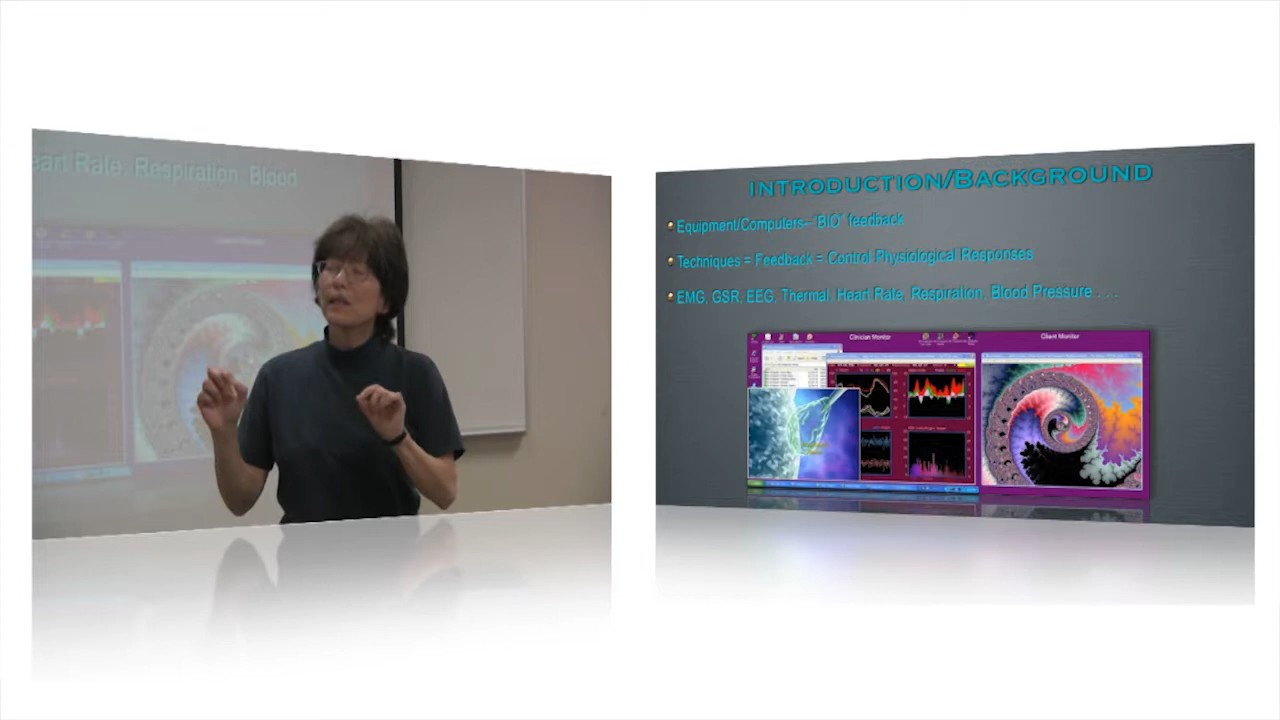 eart Rate, Respiration, Blood
Introduction/Background
Equipment/Computers--"BIO" feedback
Techniques = Feedback = Control Physiological Responses
EMG, GSR, EEG, Thermal, Heart Rate, Respiration, Blood Pressure . . . .
Clinician Monitor
Client Monitor